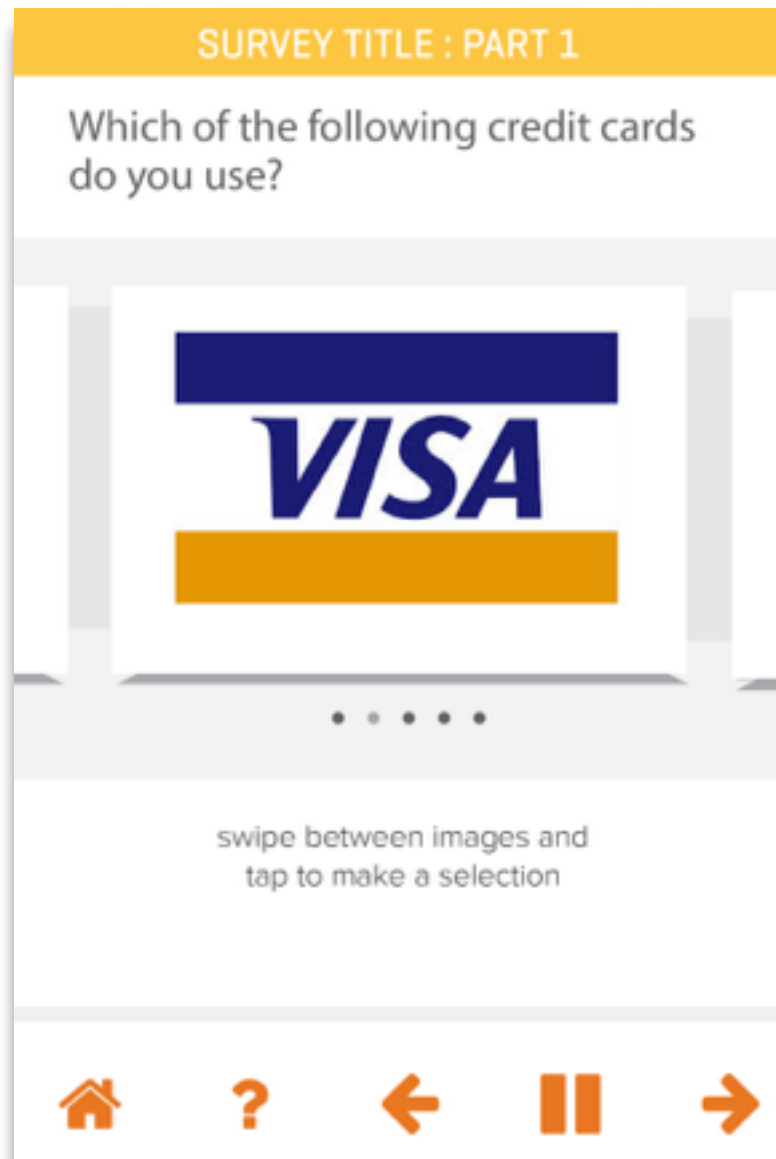 SURVEY TITLE : PART 1
Which of the following credit cards
do you use?
VISA
swipe between images and
tap to make a selection
?